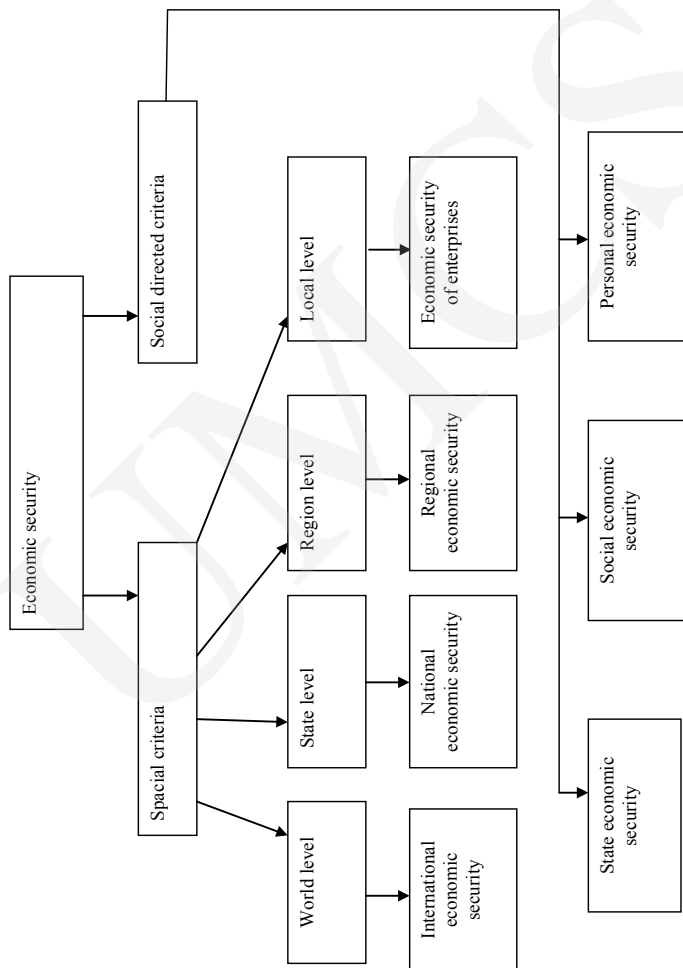 Economic security
Spacial criteria
Social directed criteria
World level
State level
Region level
Local level
International
economic
security
National
economic security
Regional
economic security
Economic security
of enterprises
State economic
security
Social economic
security
Personal economic
security
UMCS